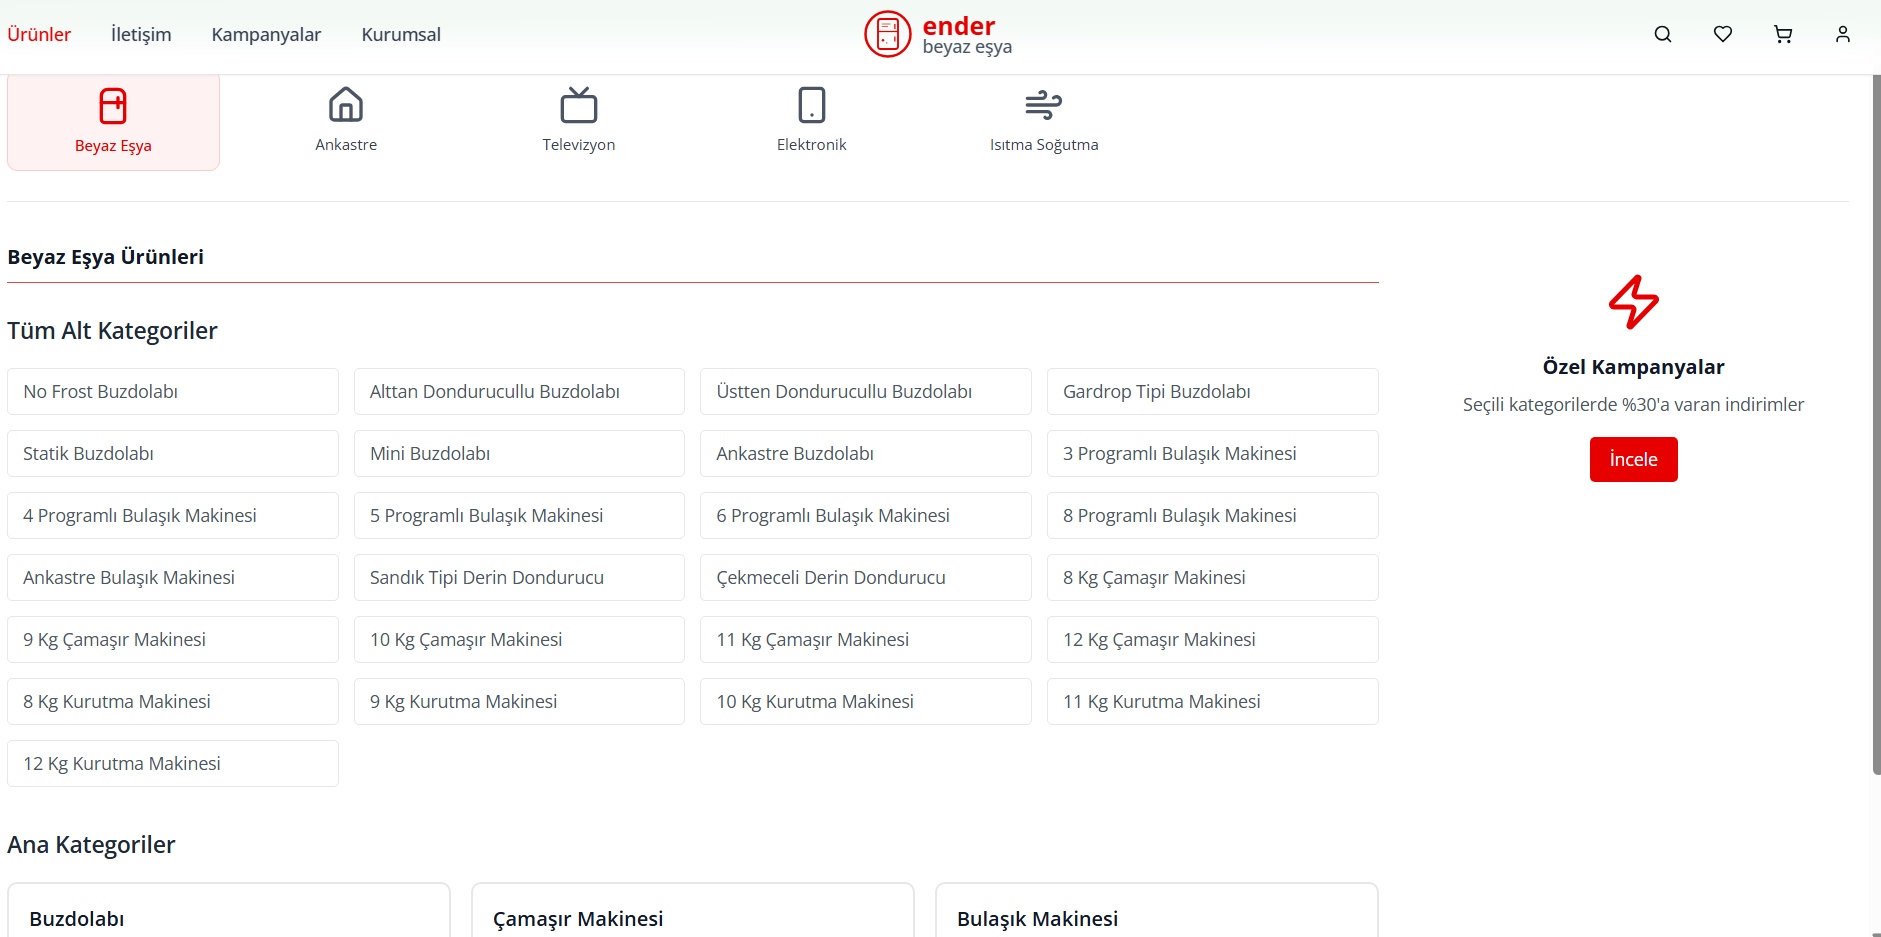 Ürünler
İletişim
Kampanyalar
Kurumsal
ender
beyaz eşya
Beyaz Eşya
Ankastre
Televizyon
Elektronik
Isıtma Soğutma
Beyaz Eşya Ürünleri
Tüm Alt Kategoriler
No Frost Buzdolabı
Alttan Dondurucullu Buzdolabı
Üstten Dondurucullu Buzdolabı
Gardrop Tipi Buzdolabı
Statik Buzdolabı
Mini Buzdolabı
Ankastre Buzdolabı
3 Programlı Bulaşık Makinesi
4 Programlı Bulaşık Makinesi
5 Programlı Bulaşık Makinesi
6 Programlı Bulaşık Makinesi
8 Programlı Bulaşık Makinesi
Ankastre Bulaşık Makinesi
Sandık Tipi Derin Dondurucu
Çekmeceli Derin Dondurucu
8 Kg Çamaşır Makinesi
9 Kg Çamaşır Makinesi
10 Kg Çamaşır Makinesi
11 Kg Çamaşır Makinesi
12 Kg Çamaşır Makinesi
8 Kg Kurutma Makinesi
9 Kg Kurutma Makinesi
10 Kg Kurutma Makinesi
11 Kg Kurutma Makinesi
12 Kg Kurutma Makinesi
Özel Kampanyalar
Seçili kategorilerde %30'a varan indirimler
İncele
Ana Kategoriler
Buzdolabı
Çamaşır Makinesi
Bulaşık Makinesi